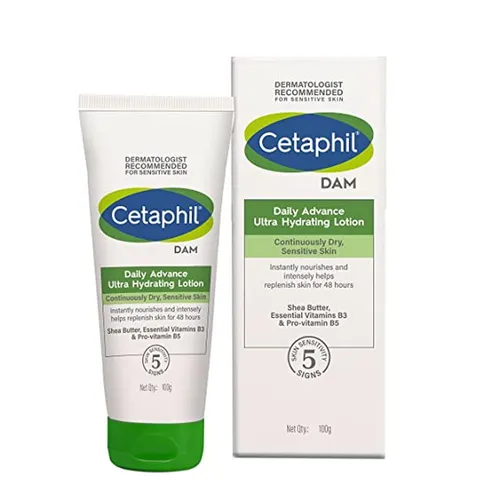 DERMATOLOGIST
RECOMMENDED
FOR SENSITIVE SKIN
Cetaphil®
DAM
Daily Advance
Ultra Hydrating Lotion
Continuously Dry, Sensitive Skin
Instantly nourishes and intensely
helps replenish skin for 48 hours
Shea Butter, Essential Vitamins B3
& Pro-vitamin B5
SKIN SENSITIVITY
5
SIGNS
Net Qty.: 100g
DERMATOLOGIST
RECOMMENDED
FOR SENSITIVE SKIN
Cetaphil®
DAM
Daily Advance
Ultra Hydrating Lotion
Continuously Dry,
Sensitive Skin
Instantly nourishes and
intensely helps
replenish skin for 48 hours
Shea Butter,
Essential Vitamins B3
& Pro-vitamin B5
SKIN SENSITIVITY
5
SIGNS
Net Qty.: 100g